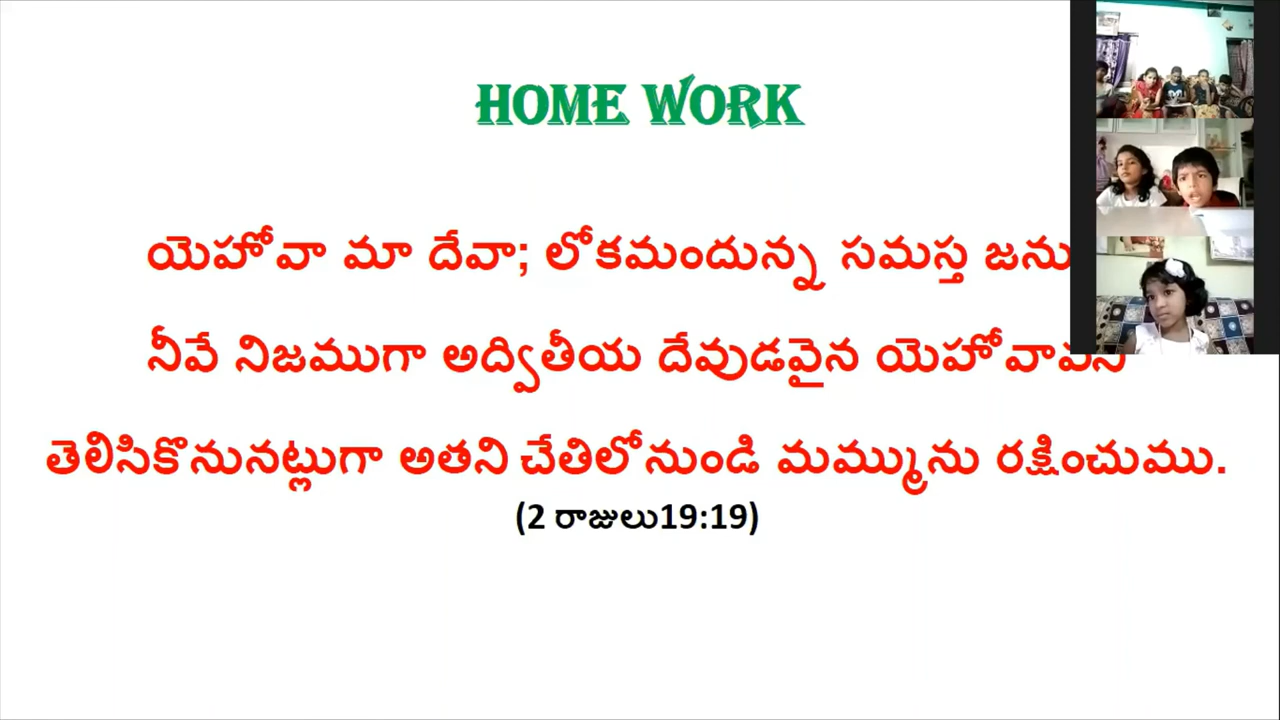 HOME WORK
యెహోవా మా దేవా; లోకమందున్న సమస్త
నీవే నిజముగా అద్వితీయ దేవుడవైన
తెలిసికొనునట్లుగా అతని చేతిలోనుండి మమ్మును రక్షించుము.
(2 రాజులు19:19)